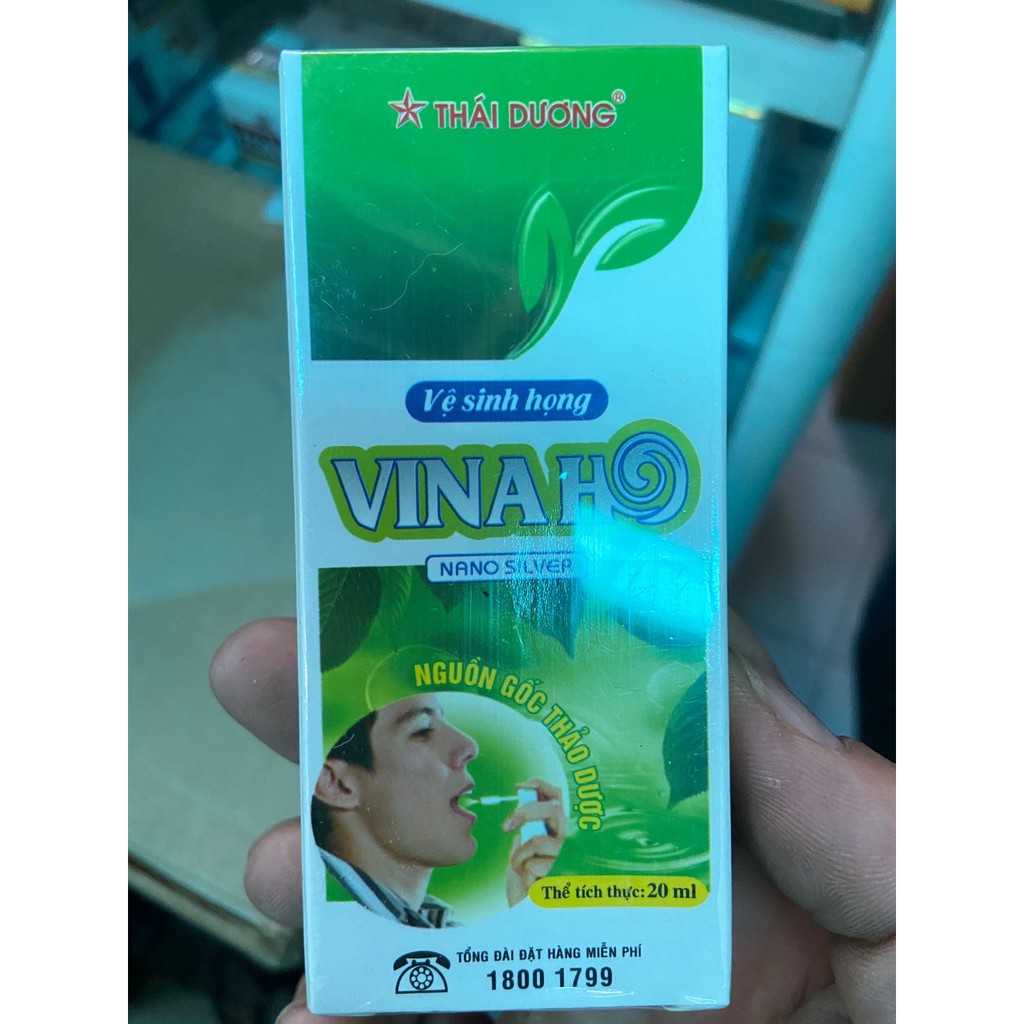 THÁI DƯƠNG®
Vệ sinh họng
VINAHO
NANO SILVER
NGUỒN GỐC THẢO DƯỢC
Thể tích thực: 20 ml
TỔNG ĐÀI ĐẶT HÀNG MIỄN PHÍ
1800 1799